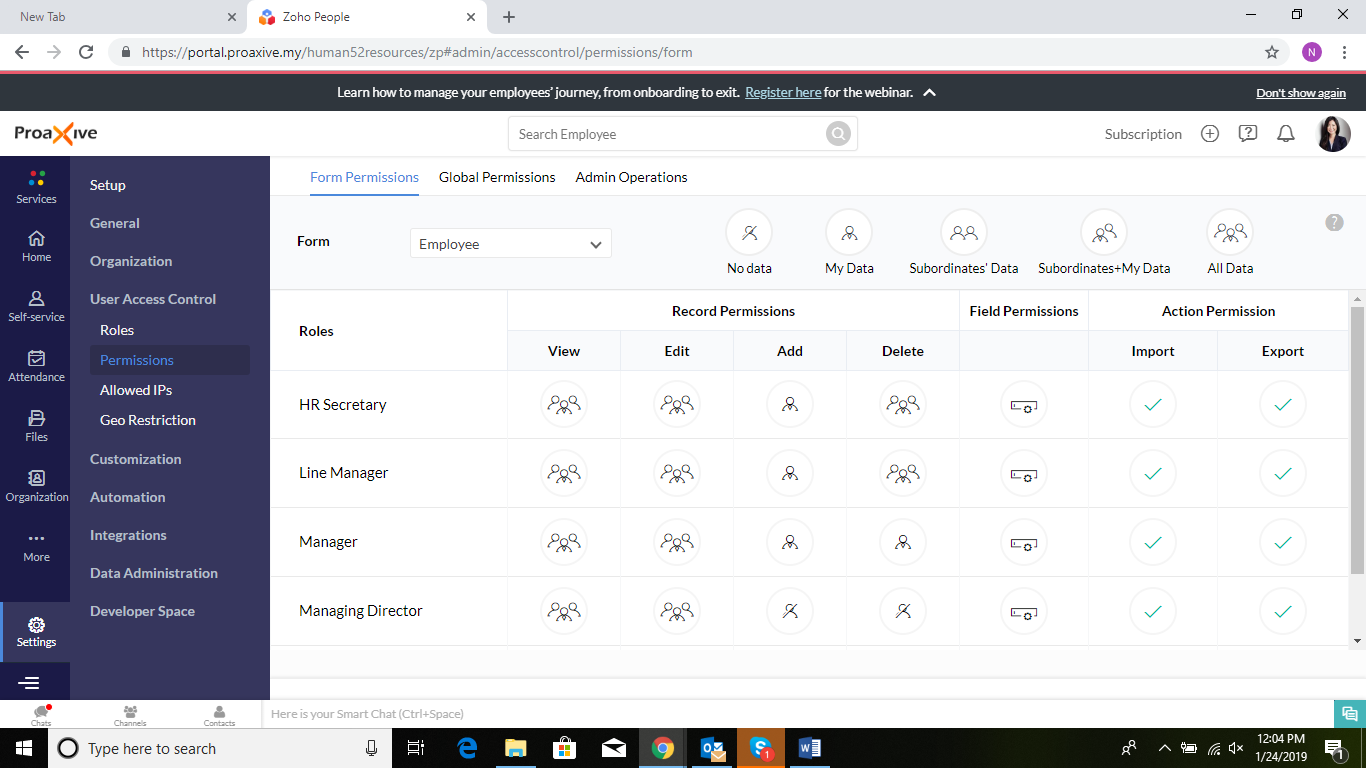 New Tab
Zoho People
https://portal.proaxive.my/human52resources/zp#admin/accesscontrol/permissions/form
N
Learn how to manage your employees' journey, from onboarding to exit. Register here for the webinar.
Don't show again
ProaXive
Search Employee
Subscription
Services
Home
Self-service
Attendance
Files
Organization
More
Settings
Setup
General
Organization
User Access Control
Roles
Permissions
Allowed IPs
Geo Restriction
Customization
Automation
Integrations
Data Administration
Developer Space
Form Permissions Global Permissions Admin Operations
Form
Employee
No data My Data Subordinates' Data Subordinates+My Data All Data
?
Roles Record Permissions Field Permissions Action Permission
View Edit Add Delete Import Export
HR Secretary
Line Manager
Manager
Managing Director
Chats Channels Contacts
Here is your Smart Chat (Ctrl+Space)
Type here to search
1
12:04 PM
1/24/2019
1